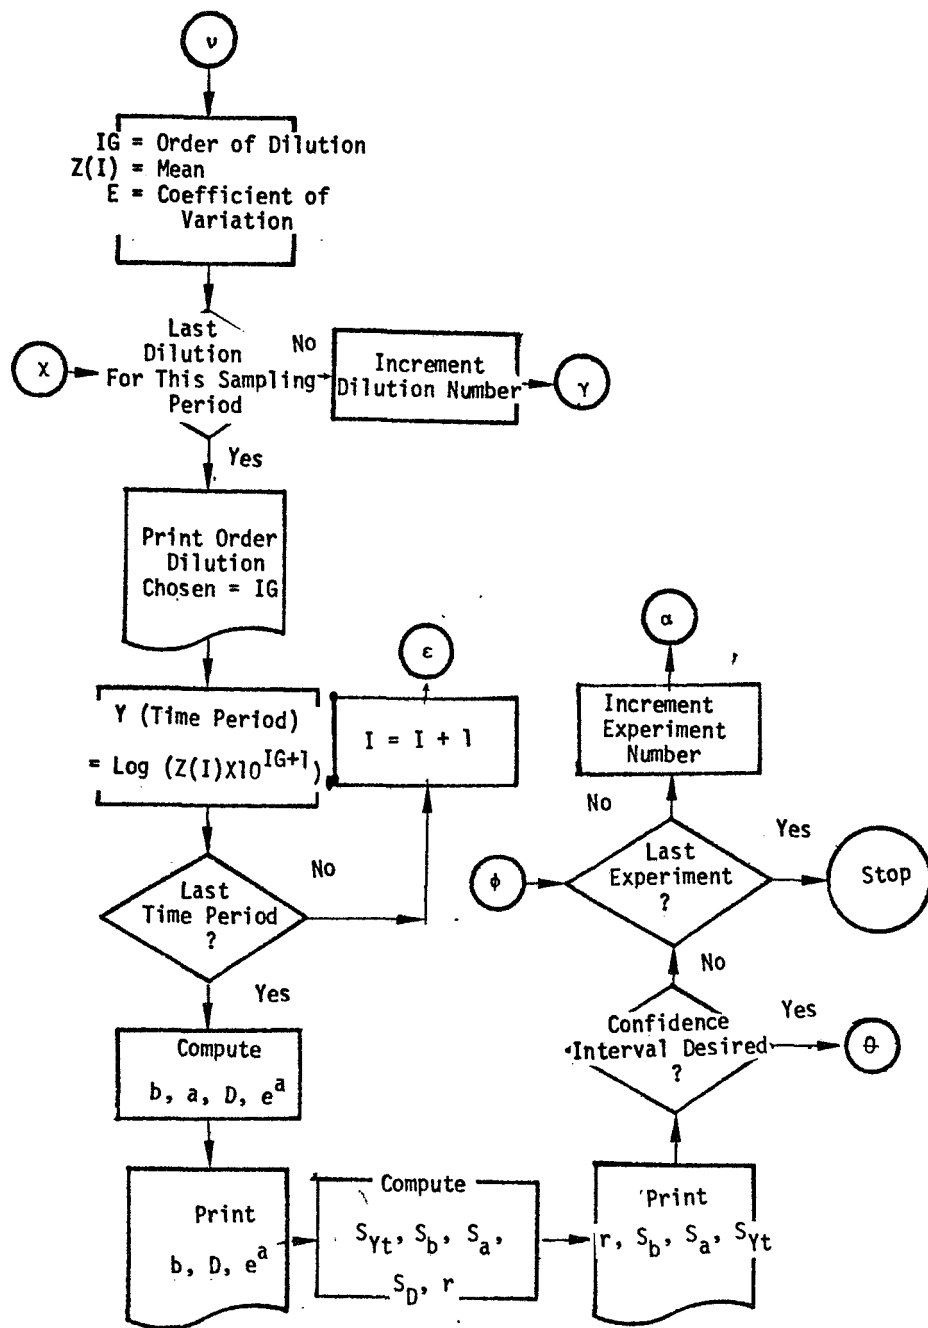 ν
IG = Order of Dilution
Z(I) = Mean
E = Coefficient of
Variation
χ
Last
Dilution
For This Sampling
Period
No
Increment
Dilution Number
γ
Yes
Print Order
Dilution
Chosen = IG
Y (Time Period)
= Log (Z(I)X10^IG+1)
ε
I = I + 1
Last
Time Period
?
No
Yes
Compute
b, a, D, e^a
Print
b, D, e^a
Compute
S_Yt, S_b, S_a,
S_D, r
Print
r, S_b, S_a, S_Yt
Confidence
Interval Desired
?
Yes
θ
No
ϕ
Last
Experiment
?
Yes
Stop
No
Increment
Experiment
Number
α